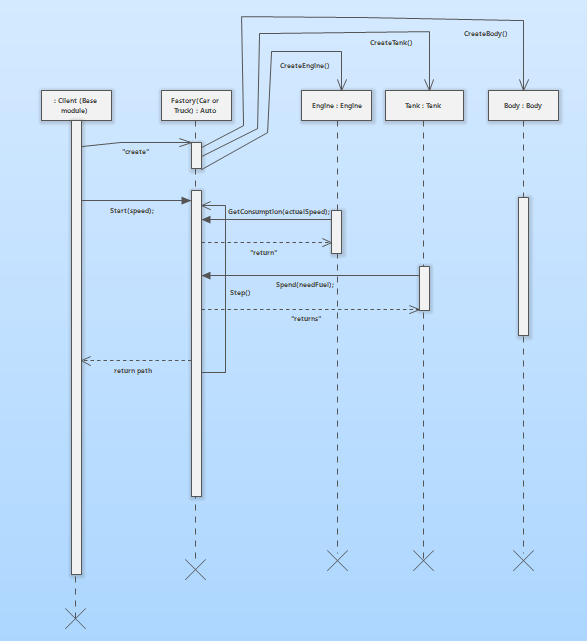 CreateBody()
CreateTank()
CreateEngine()
: Client (Base
module)
Fastory(Car or
Truck) : Auto
Engine : Engine
Tank : Tank
Body : Body
"create"
Start(speed);
GetConsumption(actualSpeed);
"return"
Spend(needFuel);
Step()
"returns"
return path